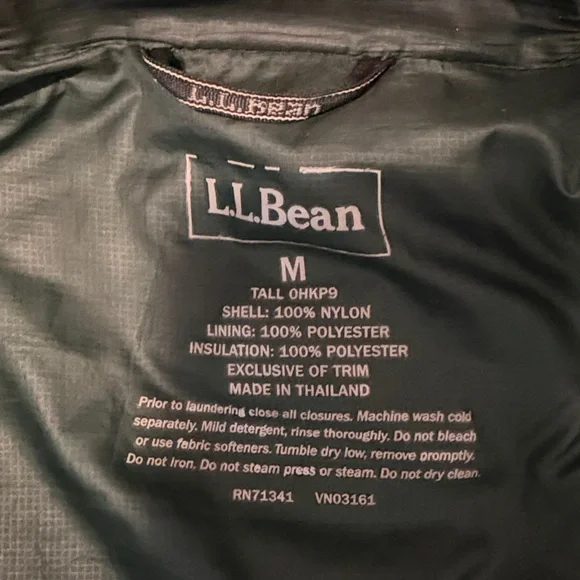 L.L.Bean
L.L.Bean
M
TALL OHKP9
SHELL: 100% NYLON
LINING: 100% POLYESTER
INSULATION: 100% POLYESTER
EXCLUSIVE OF TRIM
MADE IN THAILAND
Prior to laundering close all closures. Machine wash cold
separately. Mild detergent, rinse thoroughly. Do not bleach
or use fabric softeners. Tumble dry low, remove promptly.
Do not Iron. Do not steam press or steam. Do not dry clean.
RN71341 VN03161